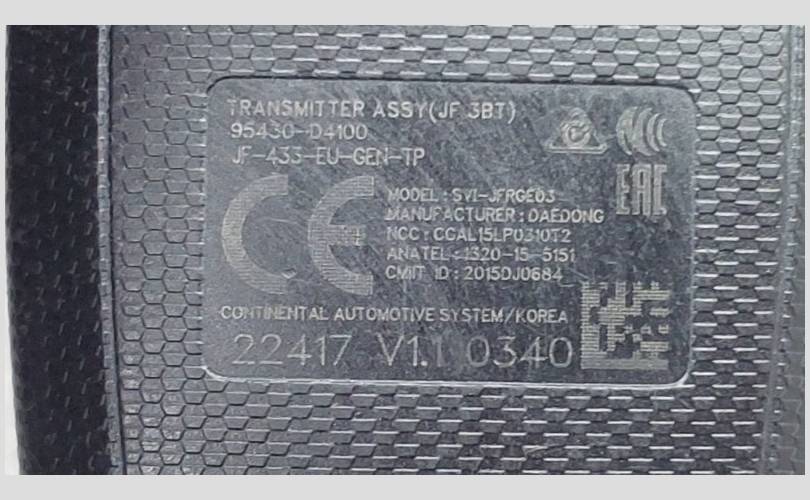 TRANSMITTER ASSY(JF 3BT)
95430-D4100
JF-433-EU-GEN-TP
CE
EAC
MODEL : SVI-JFRGE03
MANUFACTURER : DAEDONG
NCC : CCAL15LP0310T2
ANATEL : 1320-15-5151
CMIT ID : 2015DJ0684
CONTINENTAL AUTOMOTIVE SYSTEM/KOREA
22417 V1.1 0340